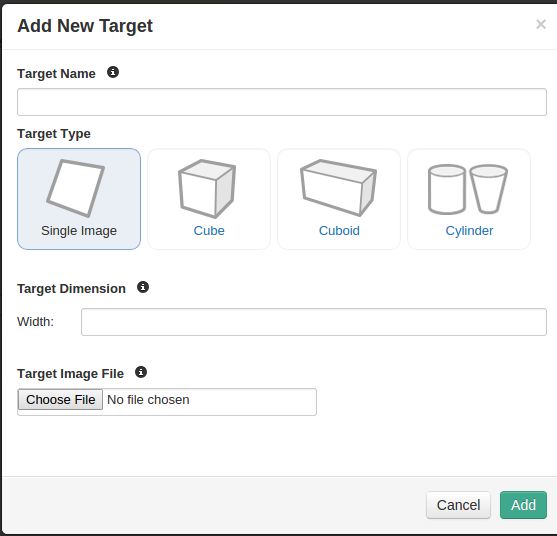 Add New Target ×
Target Name
Target Type
Single Image Cube Cuboid Cylinder
Target Dimension
Width:
Target Image File
Choose File No file chosen
Cancel Add